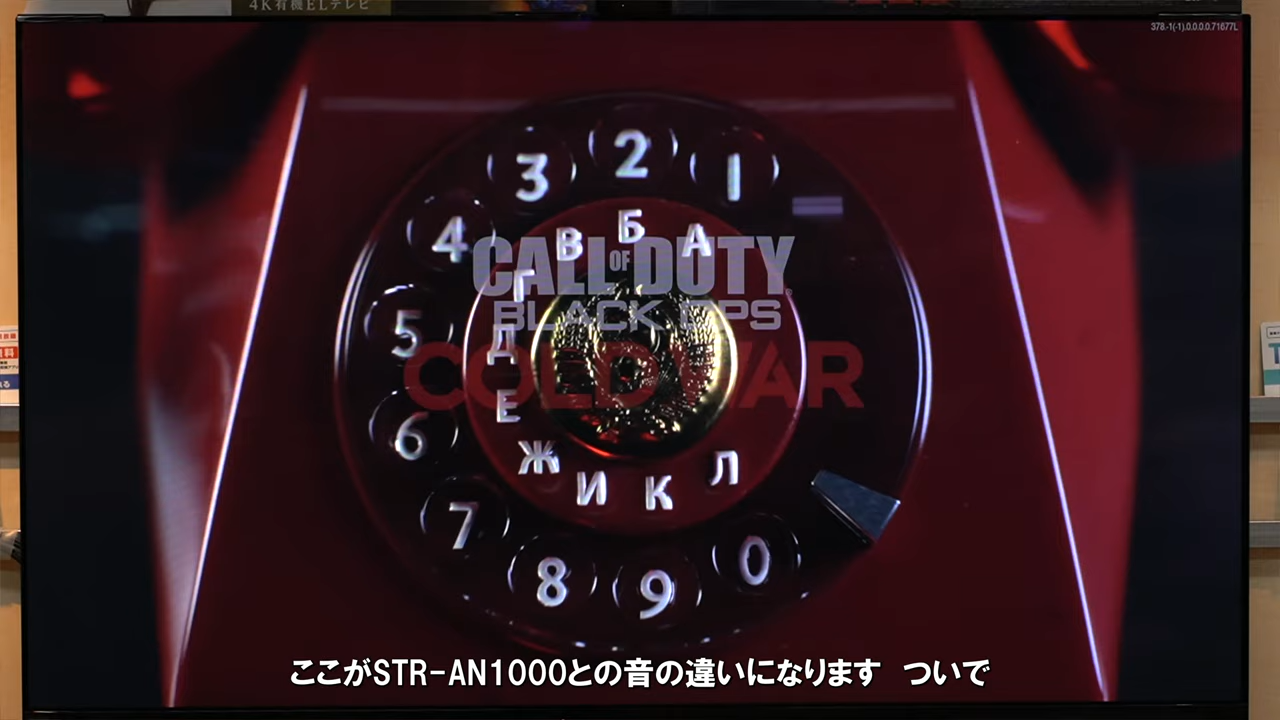 4K有機ELテレビ
378.-1(-1).0.0.0.0.71677L
3 2 1
4
5
6
7
8
9
0
А
Б
В
Г
Д
Е
Ж
И
К
Л
CALL OF DUTY
BLACK OPS
COLD WAR
ここがSTR-AN1000との音の違いになります ついで